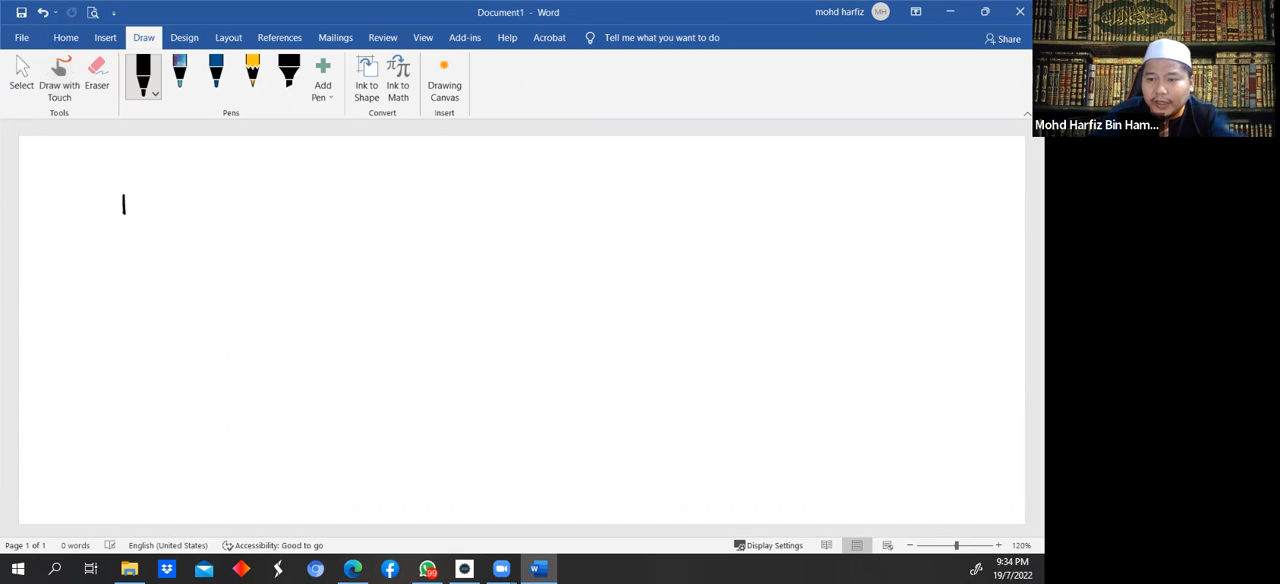 Document1 - Word
mohd harfiz
MH
File
Home
Insert
Draw
Design
Layout
References
Mailings
Review
View
Add-ins
Help
Acrobat
Tell me what you want to do
Share
Select
Draw with Touch
Eraser
Add Pen
Ink to Shape
Ink to Math
Drawing Canvas
Tools
Pens
Convert
Insert
Mohd Harfiz Bin Ham...
Page 1 of 1
0 words
English (United States)
Accessibility: Good to go
Display Settings
120%
99
9:34 PM
19/7/2022